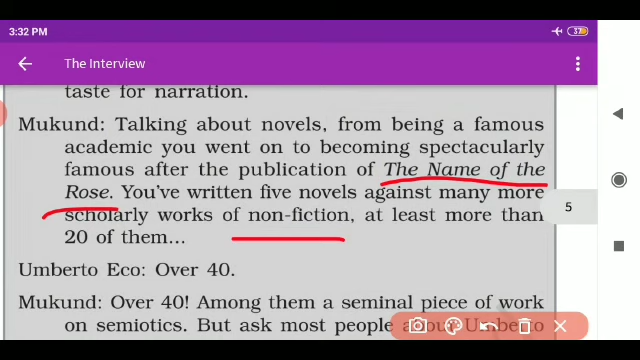 3:32 PM
37
The Interview
taste for narration.
Mukund: Talking about novels, from being a famous
academic you went on to becoming spectacularly
famous after the publication of The Name of the
Rose. You've written five novels against many more
scholarly works of non-fiction, at least more than
5
20 of them...
Umberto Eco: Over 40.
Mukund: Over 40! Among them a seminal piece of work
on semiotics. But ask most people about Umberto